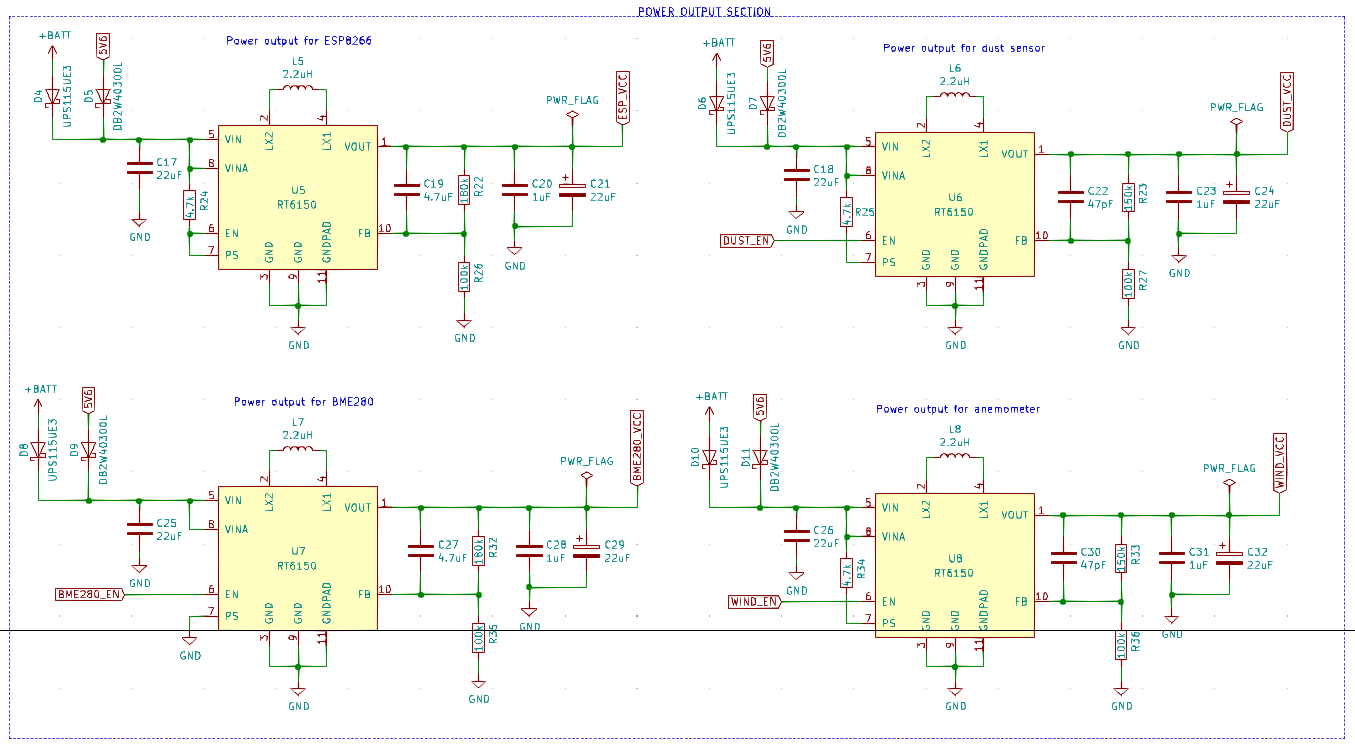 POWER OUTPUT SECTION
Power output for ESP8266
+BATT
5V6
D4
UPS115UE3
D5
DB2W40300L
L5
2.2uH
2
4
LX2
LX1
5
VIN
8
VINA
6
EN
7
PS
1
VOUT
10
FB
U5
RT6150
GND
GND
GNDPAD
3
9
11
GND
C17
22uF
GND
4.7k
R24
C19
4.7uF
180k
R22
100k
R26
GND
C20
1uF
C21
22uF
GND
PWR_FLAG
ESP_VCC
Power output for dust sensor
+BATT
5V6
D6
UPS115UE3
D7
DB2W40300L
L6
2.2uH
2
4
LX2
LX1
5
VIN
8
VINA
6
EN
7
PS
1
VOUT
10
FB
U6
RT6150
GND
GND
GNDPAD
3
9
11
GND
C18
22uF
GND
4.7k
R25
DUST_EN
C22
47pF
150k
R23
100k
R27
GND
C23
1uF
C24
22uF
GND
PWR_FLAG
DUST_VCC
Power output for BME280
+BATT
5V6
D8
UPS115UE3
D9
DB2W40300L
L7
2.2uH
2
4
LX2
LX1
5
VIN
8
VINA
6
EN
7
PS
1
VOUT
10
FB
U7
RT6150
GND
GND
GNDPAD
3
9
11
GND
C25
22uF
GND
BME280_EN
GND
C27
4.7uF
180k
R32
100k
R35
GND
C28
1uF
C29
22uF
GND
PWR_FLAG
BME280_VCC
Power output for anemometer
+BATT
5V6
D10
UPS115UE3
D11
DB2W40300L
L8
2.2uH
2
4
LX2
LX1
5
VIN
8
VINA
6
EN
7
PS
1
VOUT
10
FB
U8
RT6150
GND
GND
GNDPAD
3
9
11
GND
C26
22uF
GND
4.7k
R34
WIND_EN
C30
47pF
150k
R33
100k
R36
GND
C31
1uF
C32
22uF
GND
PWR_FLAG
WIND_VCC